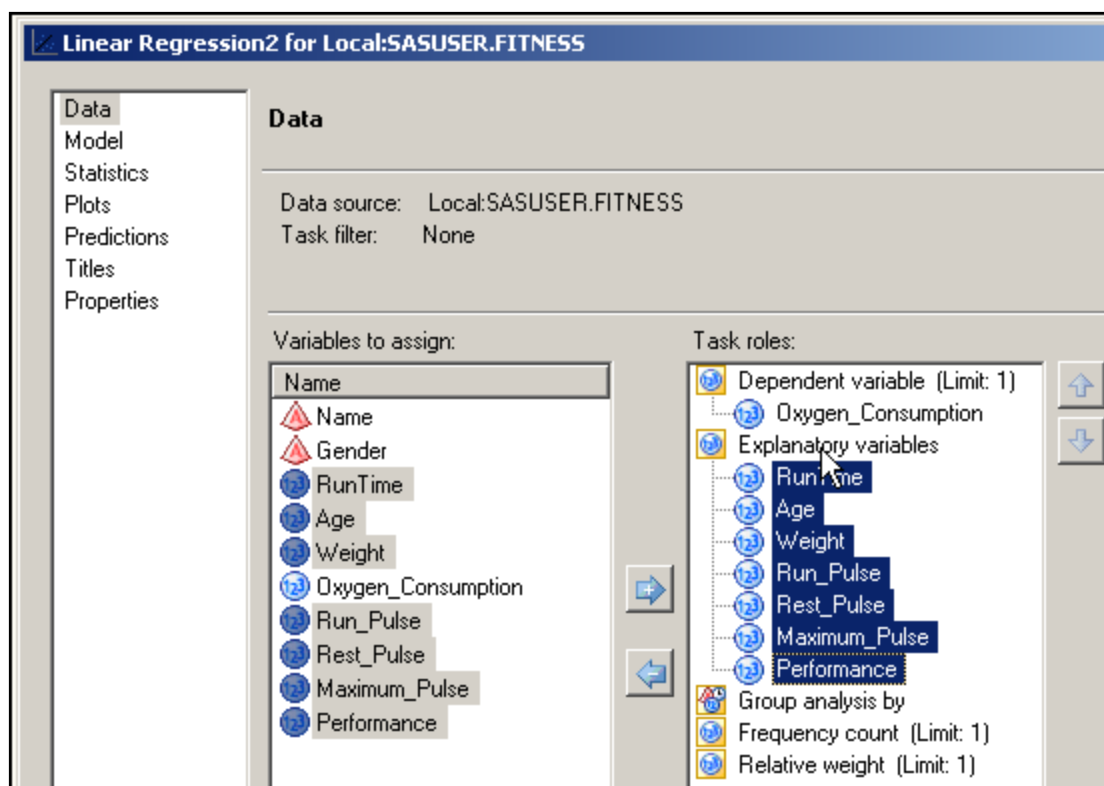 Linear Regression2 for Local:SASUSER.FITNESS
Data
Model
Statistics
Plots
Predictions
Titles
Properties
Data
Data source: Local:SASUSER.FITNESS
Task filter: None
Variables to assign:
Name
Name
Gender
RunTime
Age
Weight
Oxygen_Consumption
Run_Pulse
Rest_Pulse
Maximum_Pulse
Performance
Task roles:
Dependent variable (Limit: 1)
Oxygen_Consumption
Explanatory variables
RunTime
Age
Weight
Run_Pulse
Rest_Pulse
Maximum_Pulse
Performance
Group analysis by
Frequency count (Limit: 1)
Relative weight (Limit: 1)